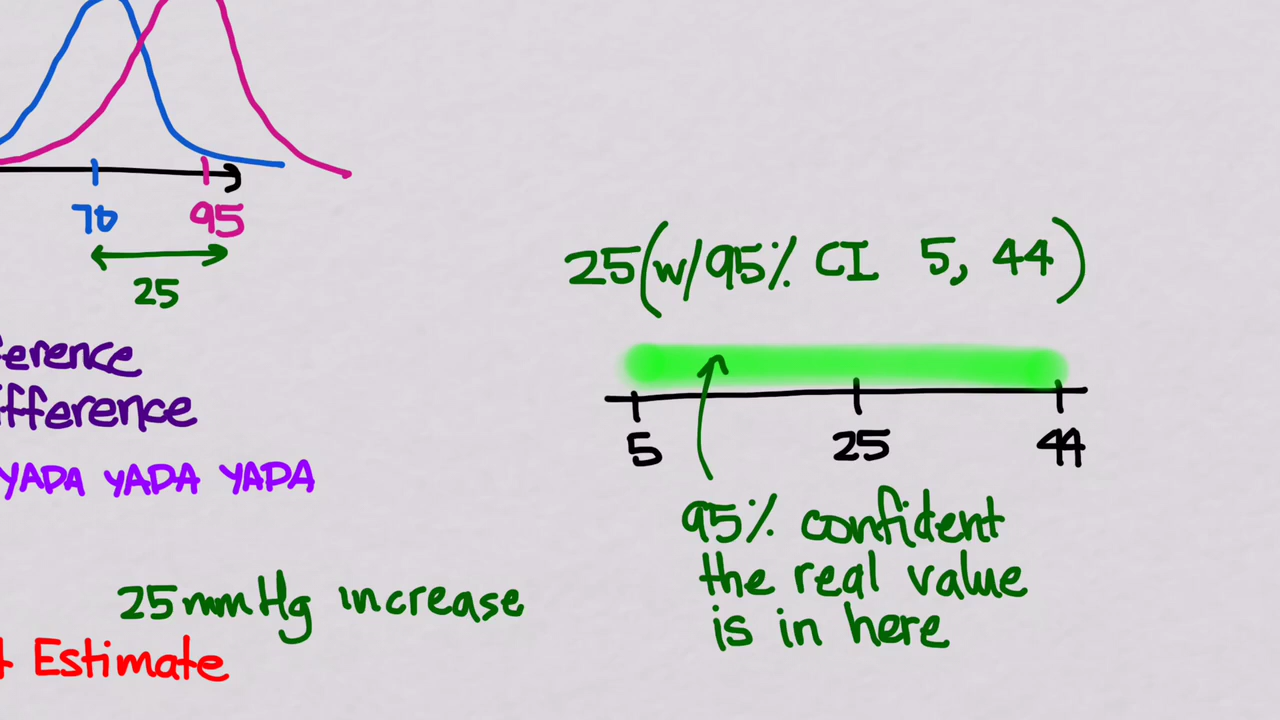 70 95
25
25 (w/95% CI 5, 44)
5 25 44
95% confident
the real value
is in here
ference
ifference
YADA YADA YADA
25mmHg increase
t Estimate